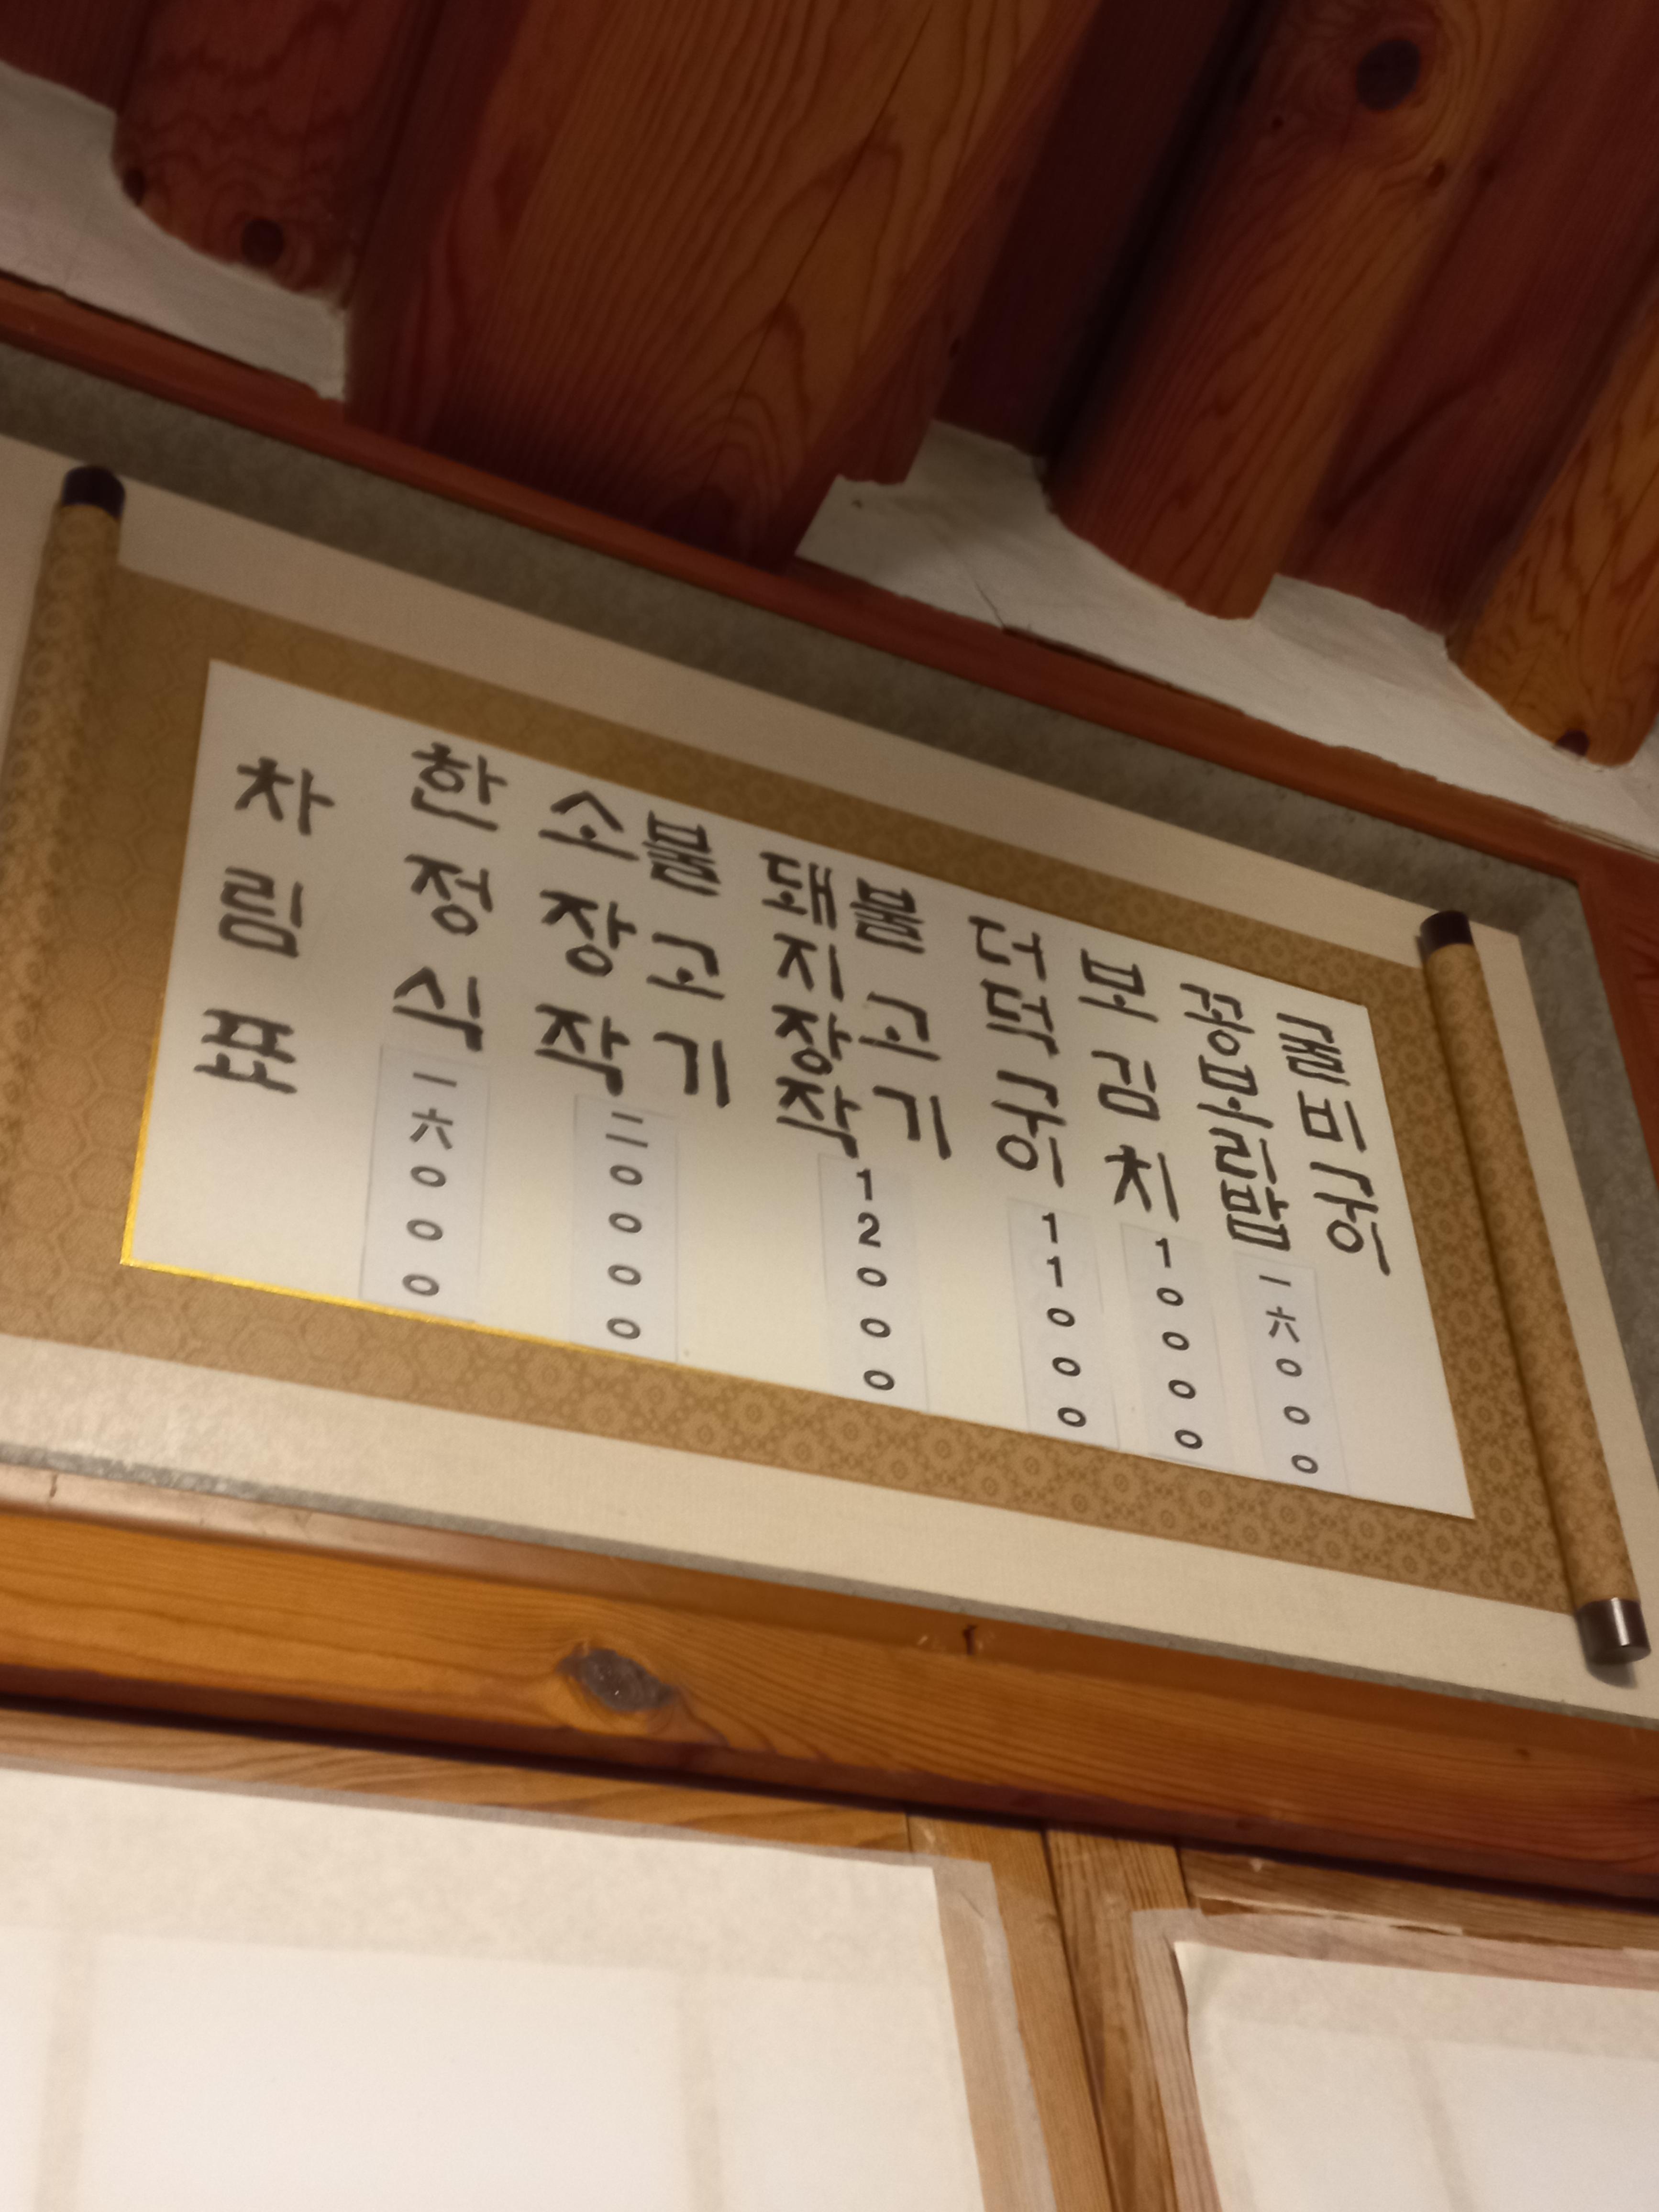 차림표
한정식 一六000
소장작
불고기 二0000
돼지장작
불고기 12000
더덕구이 11000
보김치 10000
꽁보리밥 一六000
굴비구이